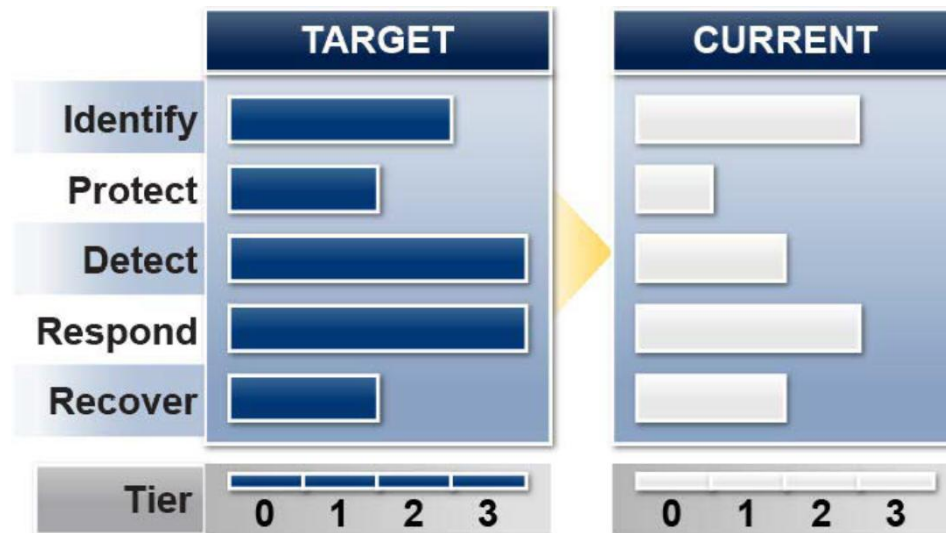 TARGET CURRENT
Identify
Protect
Detect
Respond
Recover
Tier 0 1 2 3 0 1 2 3